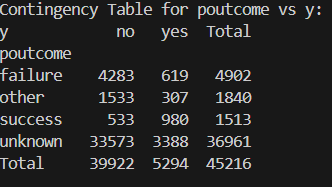 Contingency Table for poutcome vs y:
y no yes Total
poutcome
failure 4283 619 4902
other 1533 307 1840
success 533 980 1513
unknown 33573 3388 36961
Total 39922 5294 45216